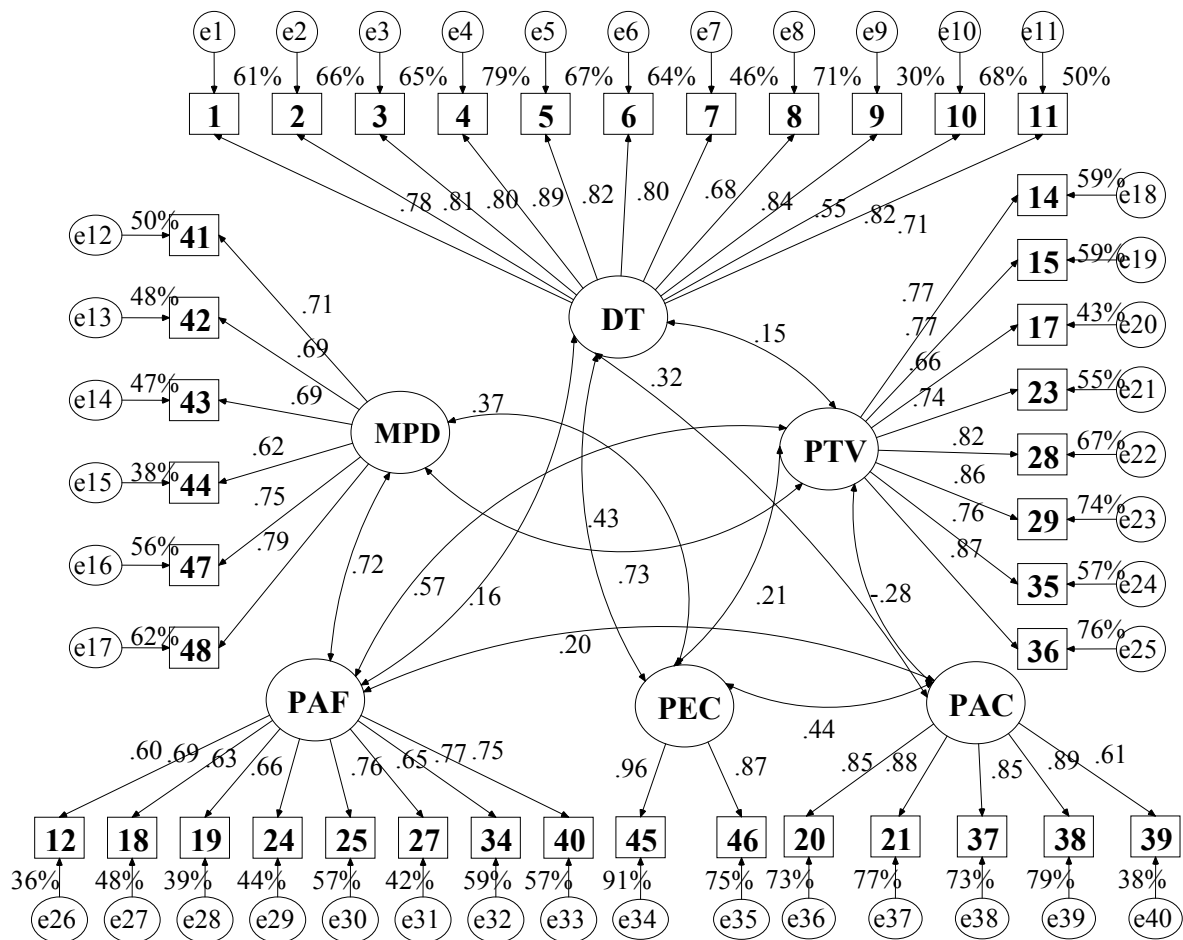 e1 e2 e3 e4 e5 e6 e7 e8 e9 e10 e11
61% 66% 65% 79% 67% 64% 46% 71% 30% 68% 50%
1 2 3 4 5 6 7 8 9 10 11
.78 .81 .80 .89 .82 .80 .68 .84 .55 .82 .71
e12 50% 41
e13 48% 42
e14 47% 43
e15 38% 44
e16 56% 47
e17 62% 48
.71
.69
.69
.62
.75
.79
14 59% e18
15 59% e19
17 43% e20
23 55% e21
28 67% e22
29 74% e23
35 57% e24
36 76% e25
.77
.77
.66
.74
.82
.86
.76
.87
DT
MPD
PTV
.15
.32
.37
.43
.72
.57
.16
.73
.21
-.28
.20
.44
PAF
PEC
PAC
.60 .69 .63 .66 .76 .65 .77 .75
.96 .87
.85 .88 .85 .89 .61
12 18 19 24 25 27 34 40 45 46 20 21 37 38 39
36% 48% 39% 44% 57% 42% 59% 57% 91% 75% 73% 77% 73% 79% 38%
e26 e27 e28 e29 e30 e31 e32 e33 e34 e35 e36 e37 e38 e39 e40